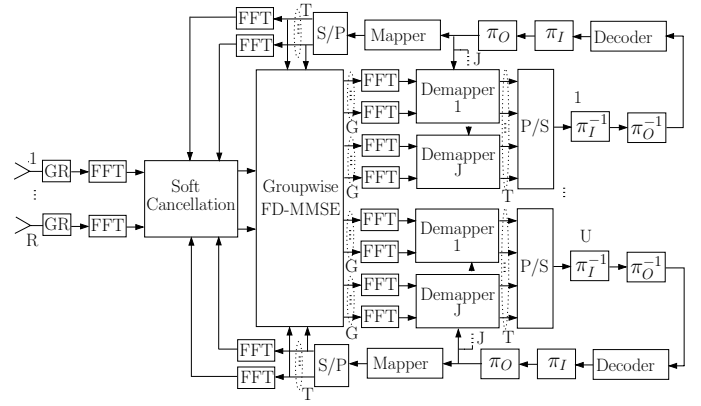 FFT T S/P Mapper π_O π_I Decoder
FFT J
FFT Demapper
1
FFT G
FFT Demapper
J
FFT G T
P/S 1 π_I^{-1} π_O^{-1}
1 GR FFT
⋮
R GR FFT
Soft
Cancellation
Groupwise
FD-MMSE
...
FFT Demapper
1
FFT G
FFT Demapper
J
FFT G T
P/S U π_I^{-1} π_O^{-1}
FFT S/P Mapper J π_O π_I Decoder
FFT T